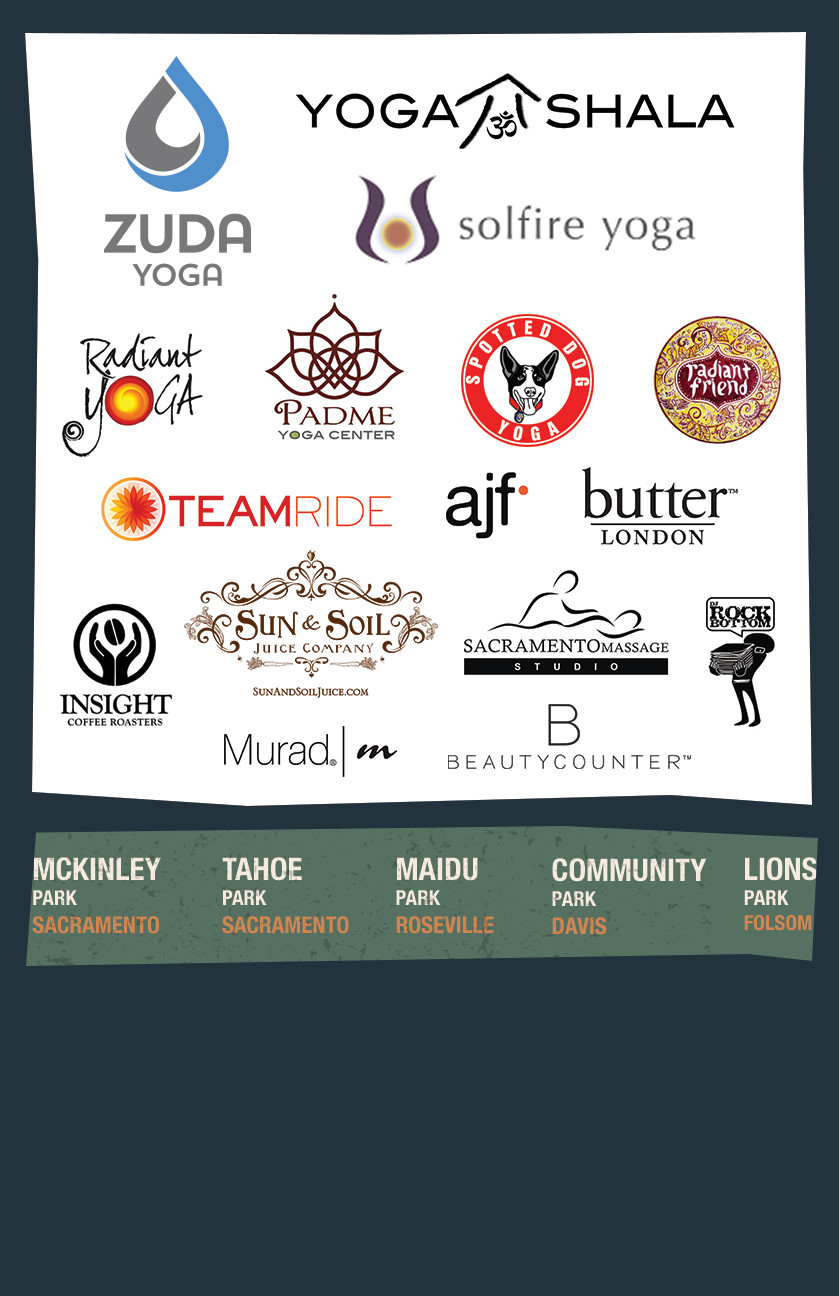 ZUDA
YOGA
YOGA SHALA
ॐ
solfire yoga
Radiant
yoGA
PADME
YOGA CENTER
SPOTTED DOG
YOGA
radiant
friend
TEAMRIDE
ajf
butter™
LONDON
INSIGHT
COFFEE ROASTERS
SUN & SOIL
JUICE COMPANY
SUNANDSOILJUICE.COM
SACRAMENTOMASSAGE
STUDIO
DJ
ROCK
BOTTOM
Murad® m
B
BEAUTYCOUNTER™
MCKINLEY
PARK
SACRAMENTO
TAHOE
PARK
SACRAMENTO
MAIDU
PARK
ROSEVILLE
COMMUNITY
PARK
DAVIS
LIONS
PARK
FOLSOM